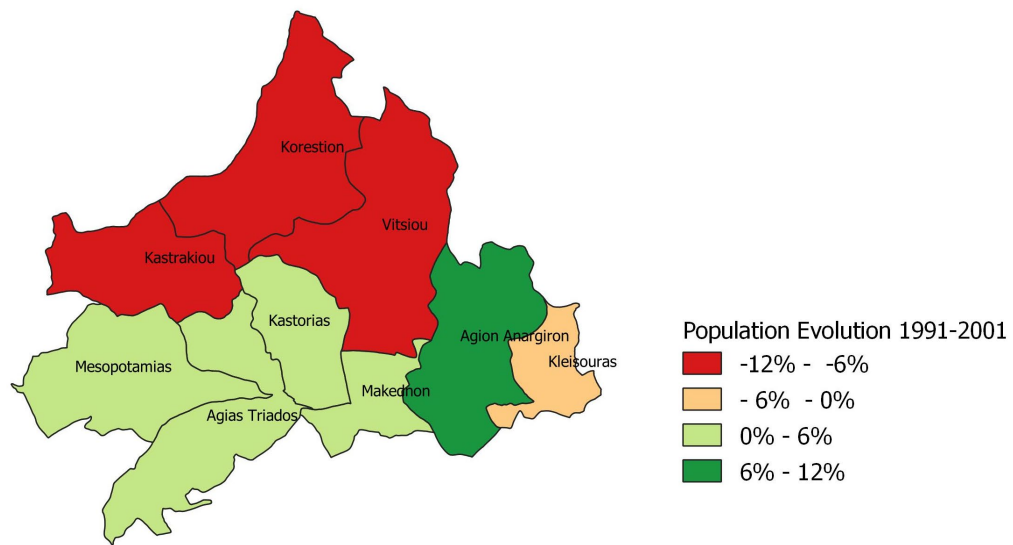 Korestion
Vitsiou
Kastrakiou
Kastorias
Agion Anargiron
Kleisouras
Mesopotamias
Makednon
Agias Triados
Population Evolution 1991-2001
-12% - -6%
- 6% - 0%
0% - 6%
6% - 12%